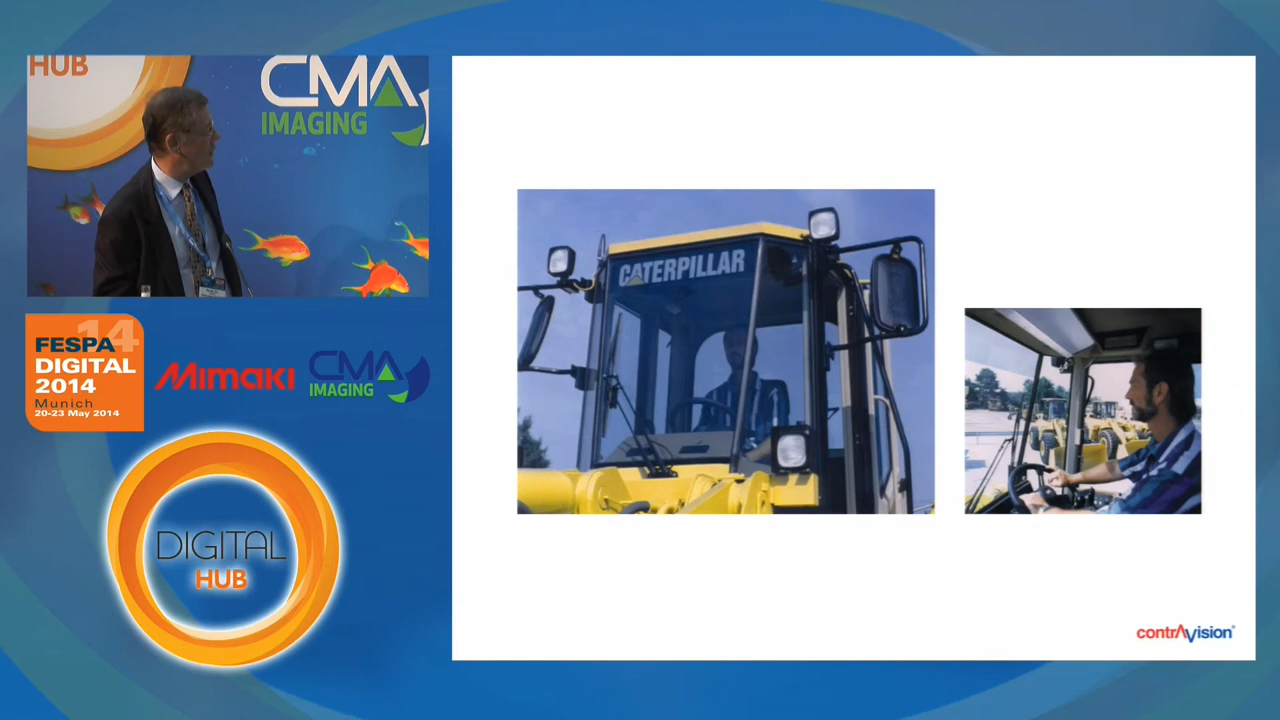 HUB
CMA
IMAGING
FESPA 14
DIGITAL
2014
Munich
20-23 May 2014
MIMAKI
CMA
IMAGING
DIGITAL
HUB
CATERPILLAR
contrAvision®